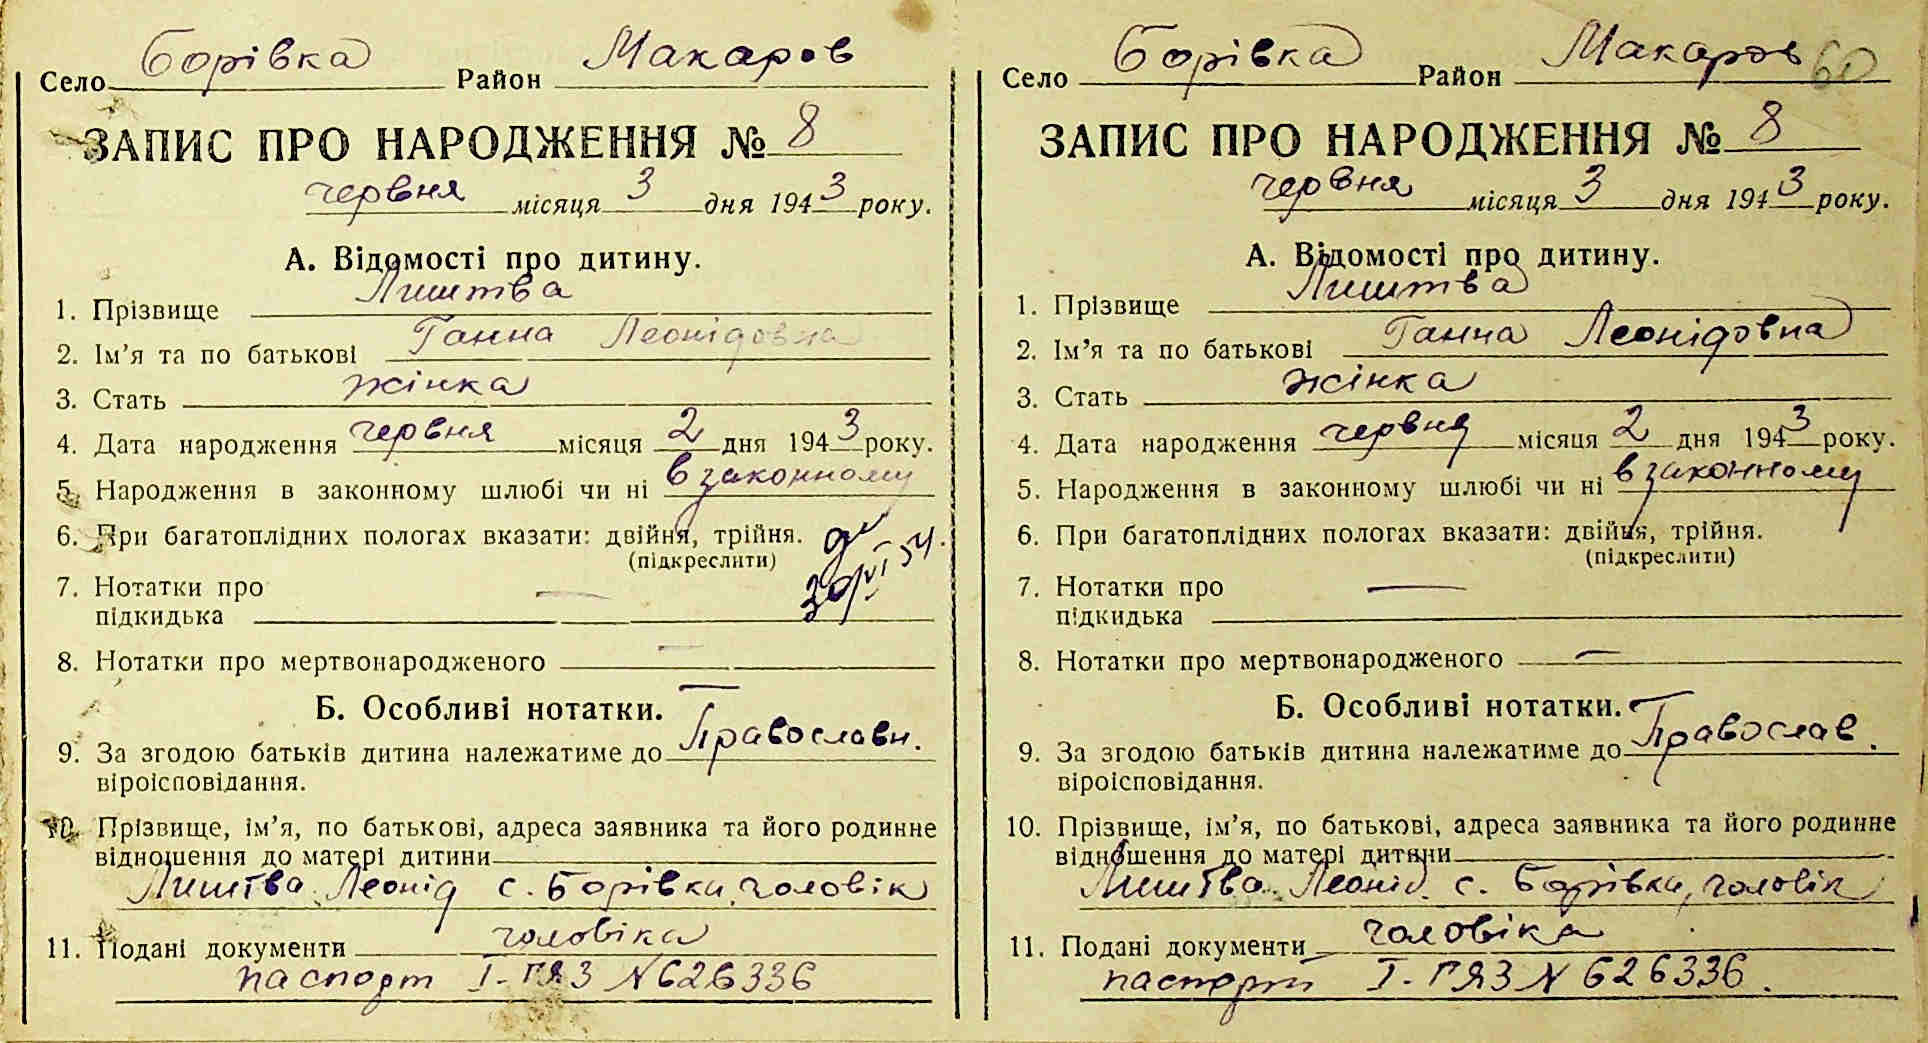 Село Борівка Район Макаров
ЗАПИС ПРО НАРОДЖЕННЯ № 8
червня місяця 3 дня 1943 року.
А. Відомості про дитину.
1. Прізвище Лиштва
2. Ім'я та по батькові Ганна Леонідовна
3. Стать жінка
4. Дата народження червня місяця 2 дня 1943 року.
5. Народження в законному шлюбі чи ні в законному
6. При багатоплідних пологах вказати: двійня, трійня.
(підкреслити)
7. Нотатки про
підкидька —
8. Нотатки про мертвонародженого —
Б. Особливі нотатки.
9. За згодою батьків дитина належатиме до Православн.
віроісповідання.
10. Прізвище, ім'я, по батькові, адреса заявника та його родинне
відношення до матері дитини
Лиштва Леонід с. Борівка, чоловік
11. Подані документи чоловіка
паспорт I-ГЯЗ N 626336
Село Борівка Район Макаров 60
ЗАПИС ПРО НАРОДЖЕННЯ № 8
червня місяця 3 дня 1943 року.
А. Відомості про дитину.
1. Прізвище Лиштва
2. Ім'я та по батькові Ганна Леонідовна
3. Стать жінка
4. Дата народження червня місяця 2 дня 1943 року.
5. Народження в законному шлюбі чи ні в законному
6. При багатоплідних пологах вказати: двійня, трійня.
(підкреслити)
7. Нотатки про
підкидька —
8. Нотатки про мертвонародженого —
Б. Особливі нотатки.
9. За згодою батьків дитина належатиме до Православ.
віроісповідання.
10. Прізвище, ім'я, по батькові, адреса заявника та його родинне
відношення до матері дитини
Лиштва Леонід с. Борівка, чоловік
11. Подані документи чоловіка
паспорт I-ГЯЗ N 626336.